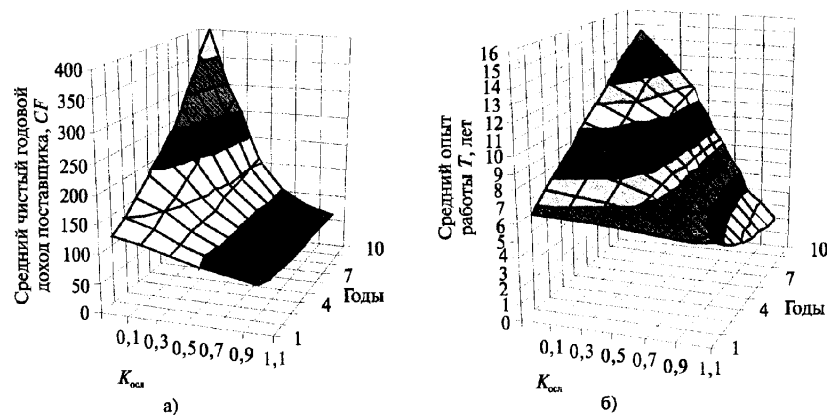 Средний чистый годовой
доход поставщика, CF
400
350
300
250
200
150
100
50
0
0,1 0,3 0,5 0,7 0,9 1,1
Kосл
1
4
7
10
Годы
а)
Средний опыт
работы T, лет
16
15
14
13
12
11
10
9
8
7
6
5
4
3
2
1
0
0,1 0,3 0,5 0,7 0,9 1,1
Kосл
1
4
7
10
Годы
б)